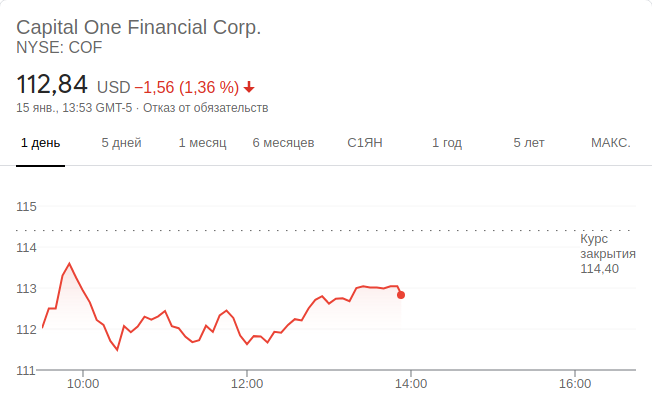 Capital One Financial Corp.
NYSE: COF
112,84 USD −1,56 (1,36 %)
15 янв., 13:53 GMT-5 · Отказ от обязательств
1 день 5 дней 1 месяц 6 месяцев С1ЯН 1 год 5 лет МАКС.
115
114
113
112
111
Курс
закрытия
114,40
10:00 12:00 14:00 16:00